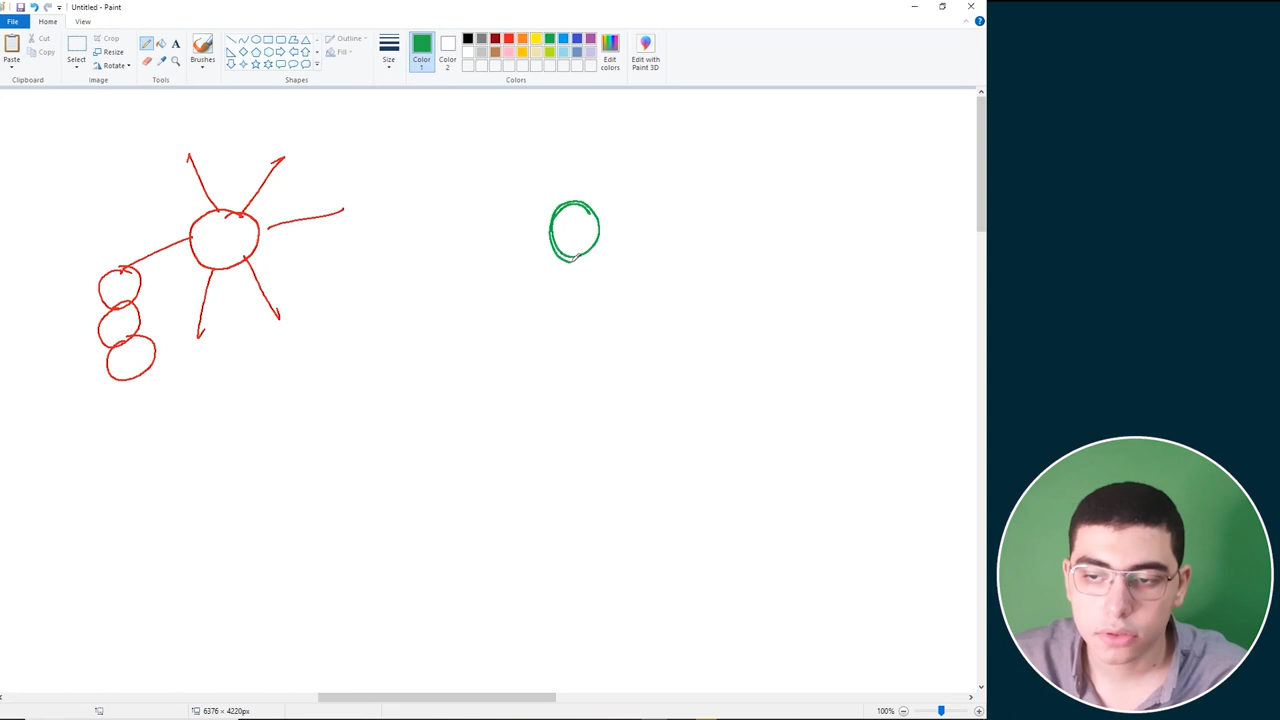 Untitled - Paint
File Home View
Paste
Cut
Copy
Clipboard
Select
Crop
Resize
Rotate
Image
A
Tools
Brushes
Outline
Fill
Shapes
Size
Color
1
Color
2
Edit
colors
Colors
Edit with
Paint 3D
6376 × 4220px
100%